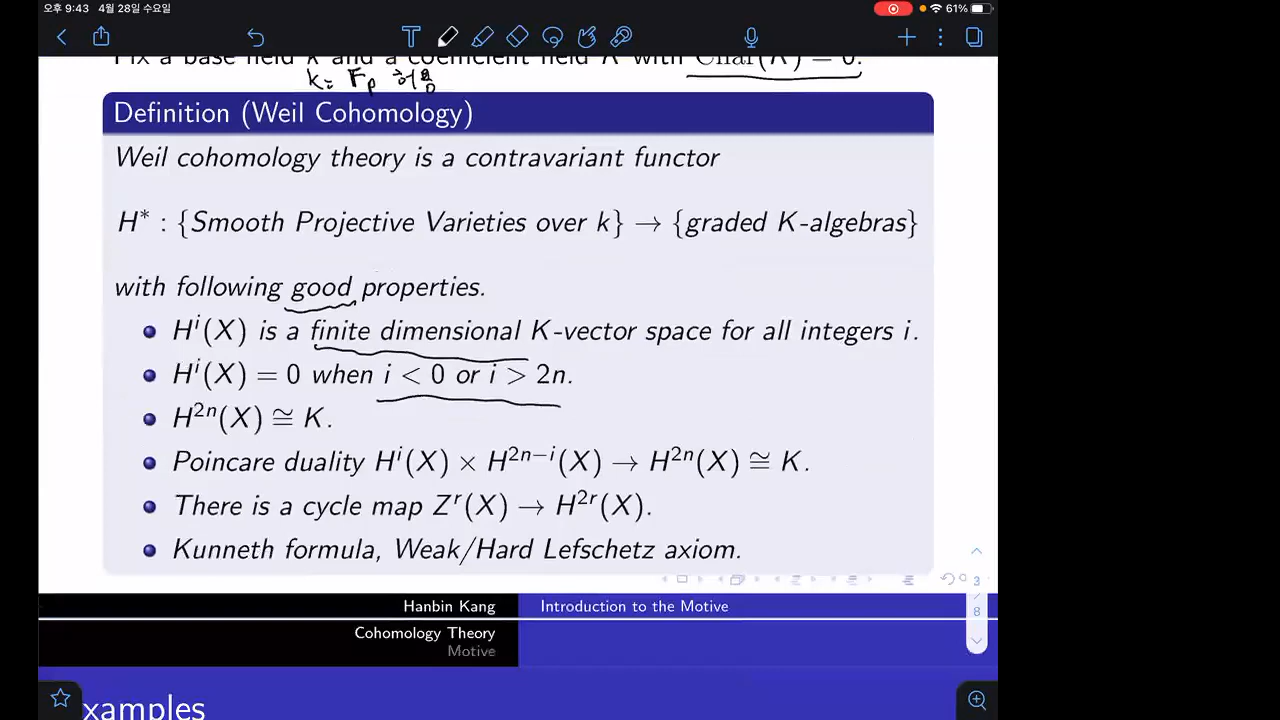 오후 9:43 4월 28일 수요일
61%
Fix a base field k and a coefficient field K with Char(K) = 0.
k = F_p
Definition (Weil Cohomology)
Weil cohomology theory is a contravariant functor
H* : {Smooth Projective Varieties over k} → {graded K-algebras}
with following good properties.
Hⁱ(X) is a finite dimensional K-vector space for all integers i.
Hⁱ(X) = 0 when i < 0 or i > 2n.
H²ⁿ(X) ≅ K.
Poincare duality Hⁱ(X) × H²ⁿ⁻ⁱ(X) → H²ⁿ(X) ≅ K.
There is a cycle map Zʳ(X) → H²ʳ(X).
Kunneth formula, Weak/Hard Lefschetz axiom.
3
/
8
Hanbin Kang
Introduction to the Motive
Cohomology Theory
Motive
xamples